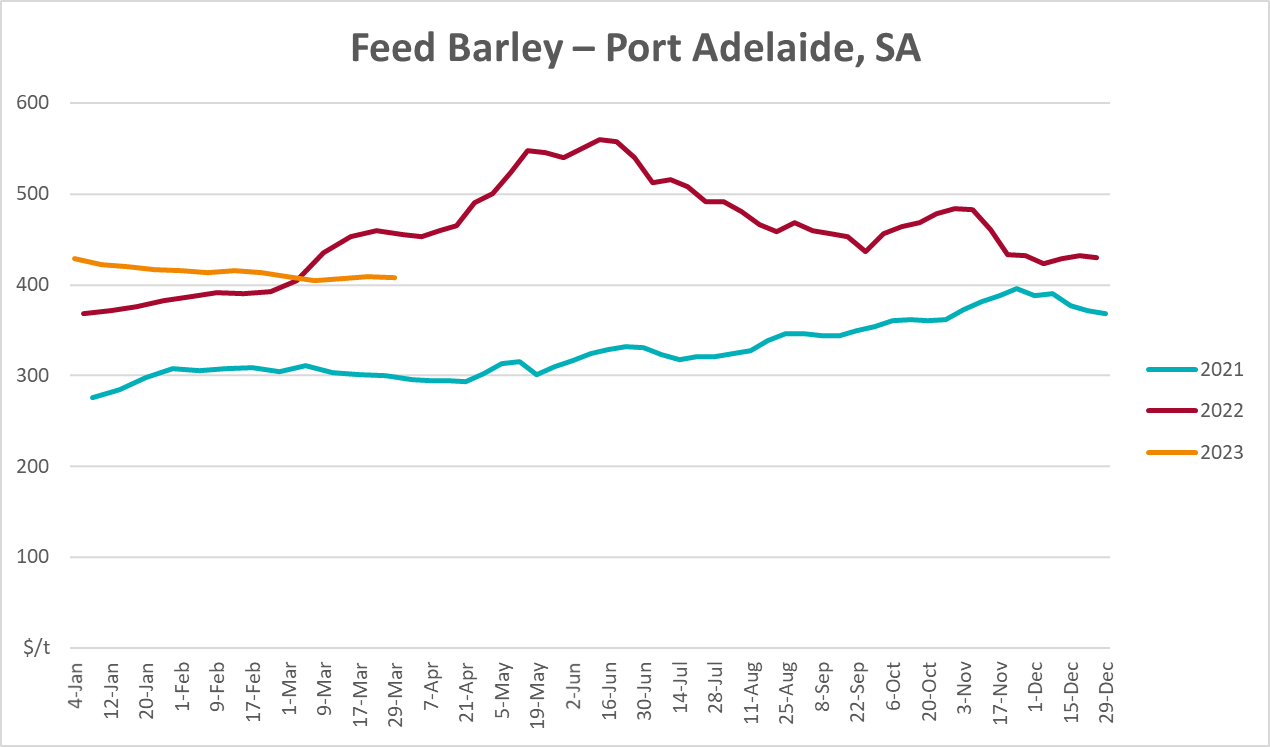 Feed Barley – Port Adelaide, SA
600
500
400
300
200
100
$/t
4-Jan
12-Jan
20-Jan
1-Feb
9-Feb
17-Feb
1-Mar
9-Mar
17-Mar
29-Mar
7-Apr
21-Apr
5-May
19-May
2-Jun
16-Jun
30-Jun
14-Jul
28-Jul
11-Aug
25-Aug
8-Sep
22-Sep
6-Oct
20-Oct
3-Nov
17-Nov
1-Dec
15-Dec
29-Dec
2021
2022
2023